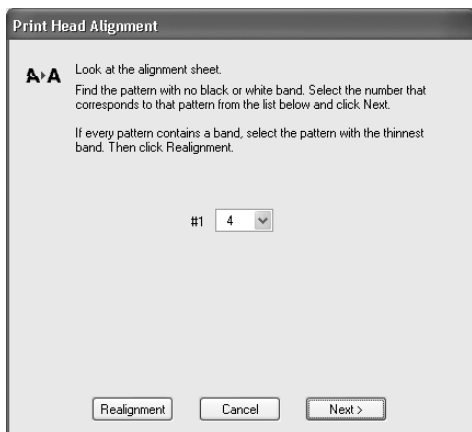 Print Head Alignment
A A
Look at the alignment sheet.
Find the pattern with no black or white band. Select the number that
corresponds to that pattern from the list below and click Next.
If every pattern contains a band, select the pattern with the thinnest
band. Then click Realignment.
#1 4
Realignment Cancel Next >